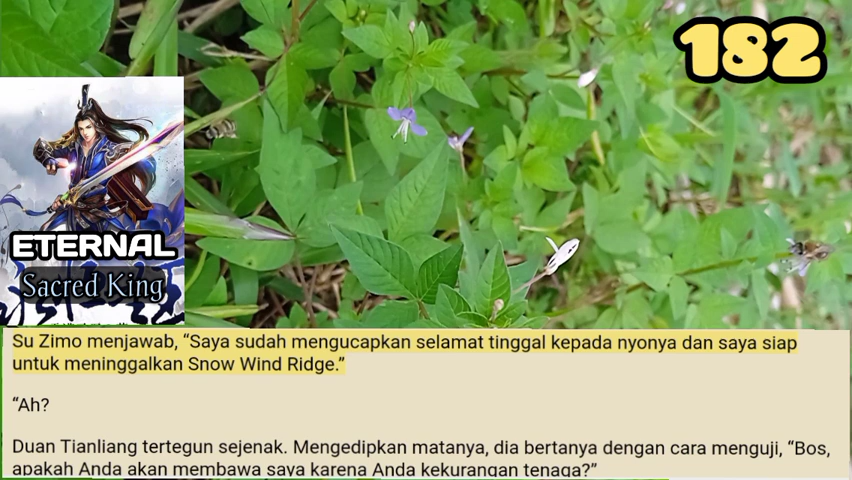 182
ETERNAL
Sacred King
Su Zimo menjawab, “Saya sudah mengucapkan selamat tinggal kepada nyonya dan saya siap
untuk meninggalkan Snow Wind Ridge.”
“Ah?
Duan Tianliang tertegun sejenak. Mengedipkan matanya, dia bertanya dengan cara menguji, “Bos,
apakah Anda akan membawa saya karena Anda kekurangan tenaga?”